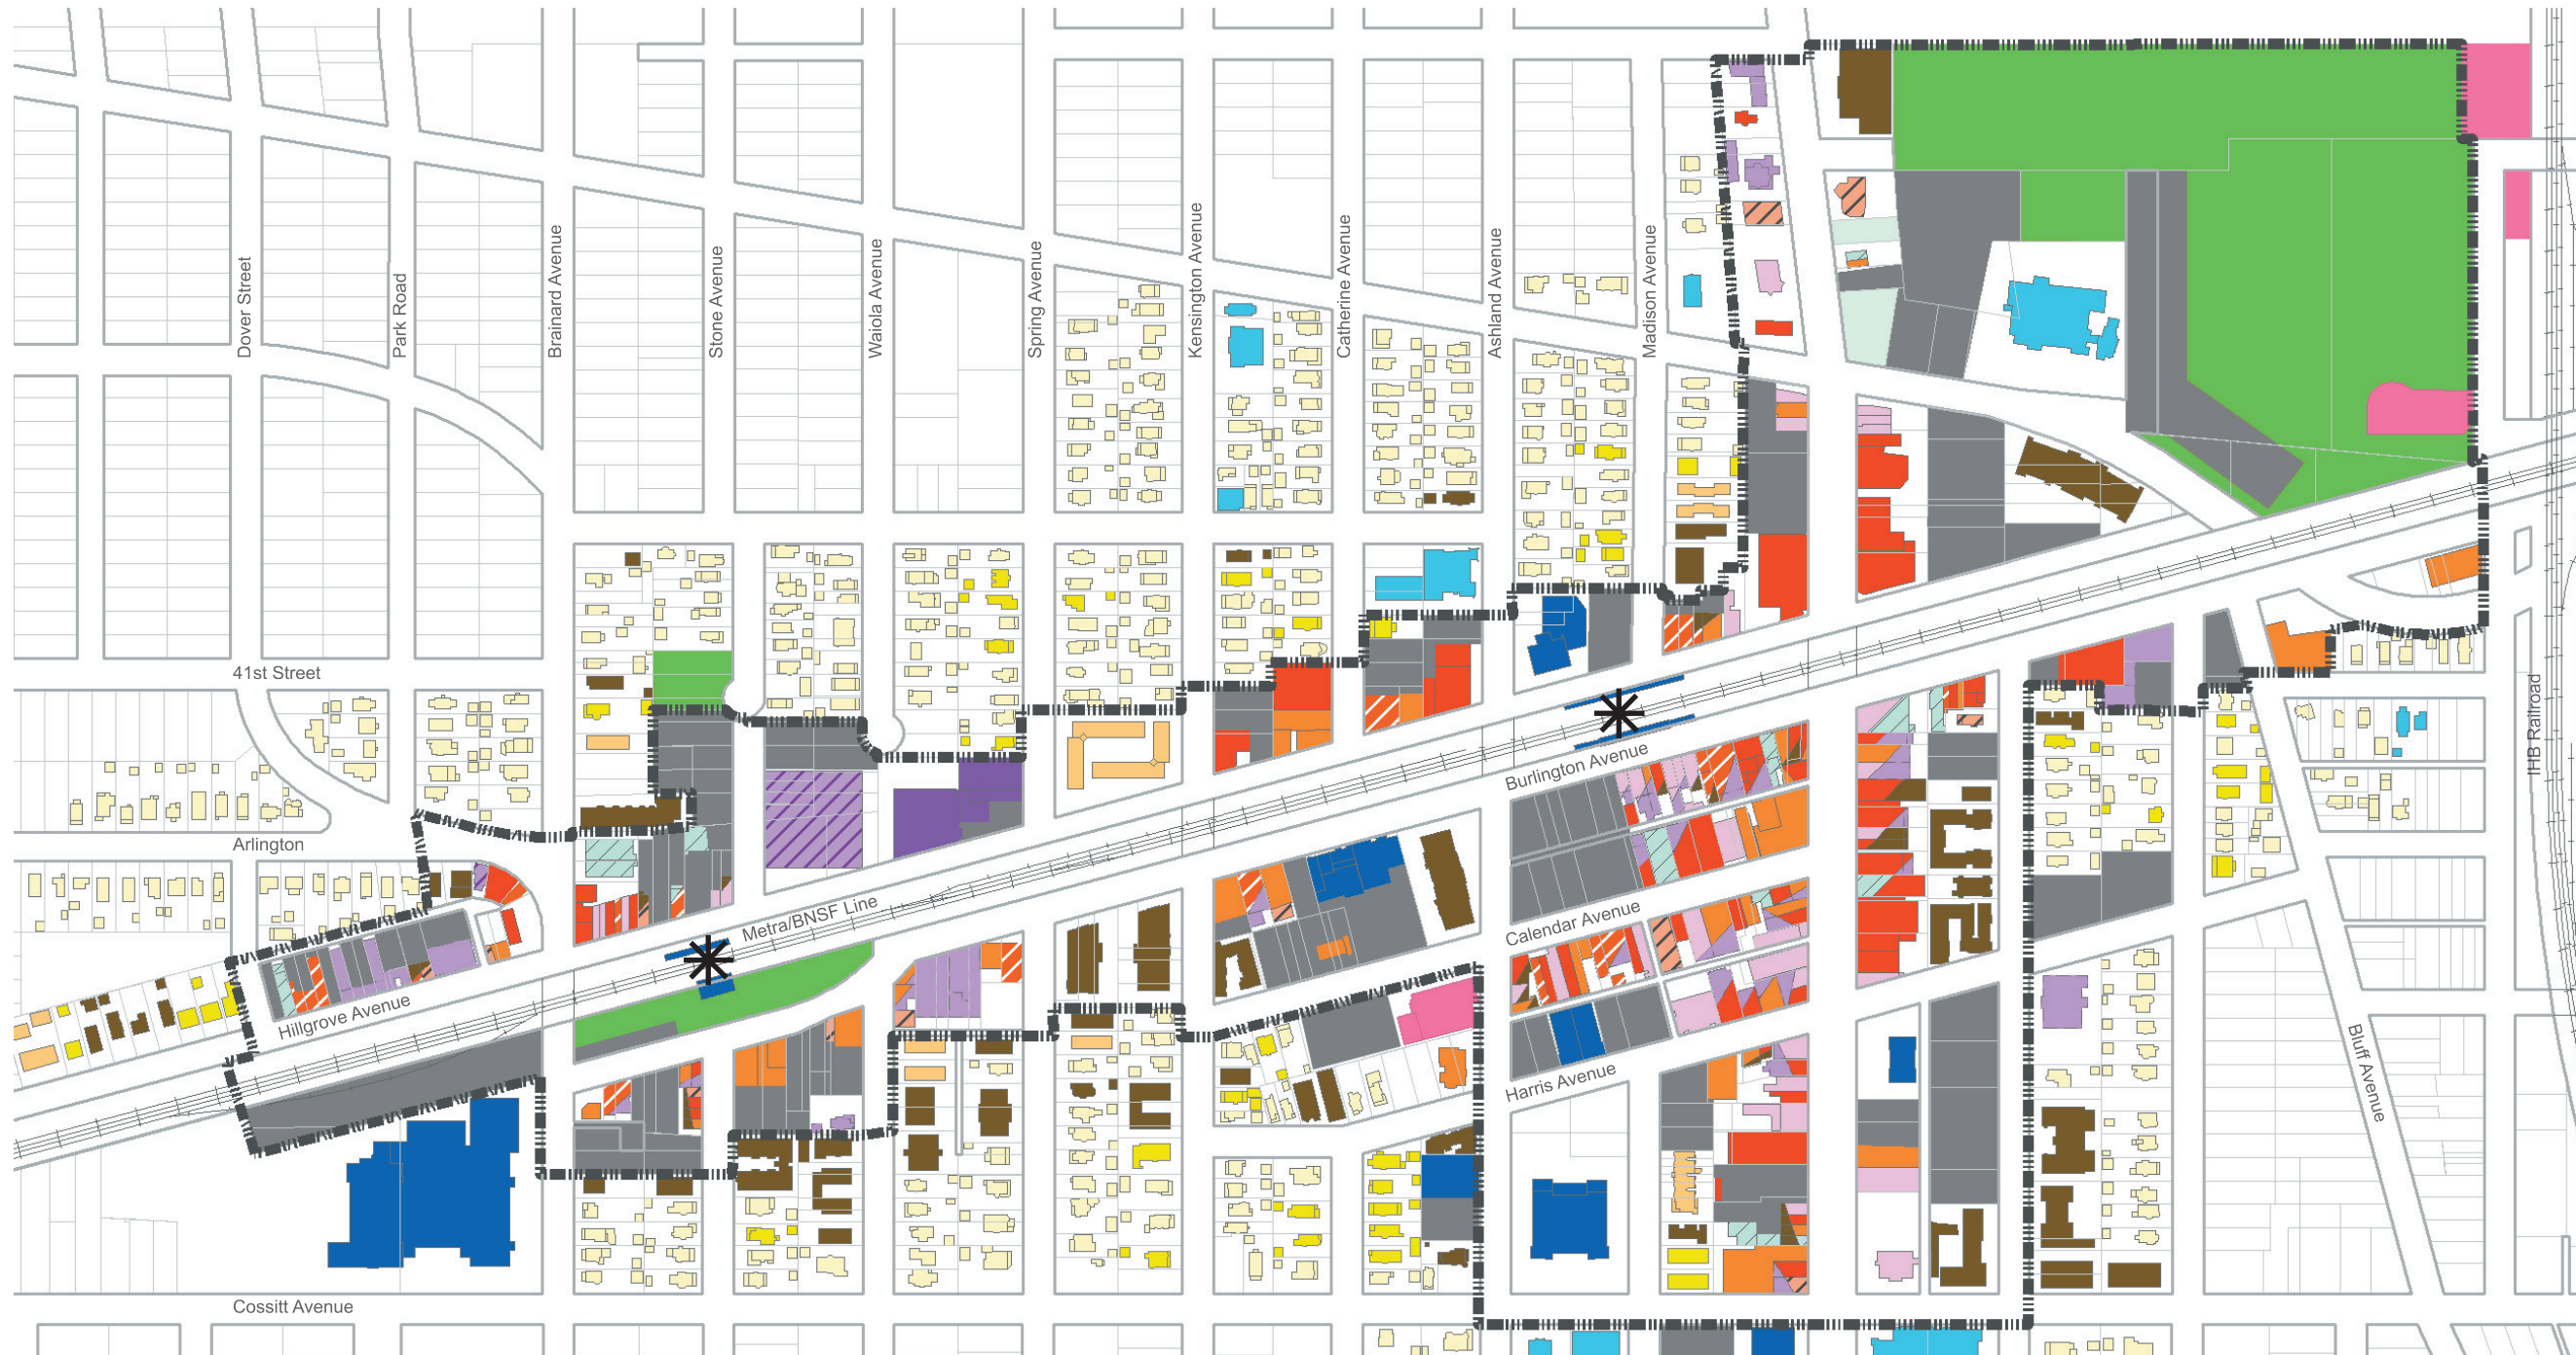 Dover Street
Park Road
Brainard Avenue
Stone Avenue
Waiola Avenue
Spring Avenue
Kensington Avenue
Catherine Avenue
Ashland Avenue
Madison Avenue
41st Street
IHB Railroad
Burlington Avenue
Arlington
Metra/BNSF Line
Calendar Avenue
Hillgrove Avenue
Harris Avenue
Bluff Avenue
Cossitt Avenue